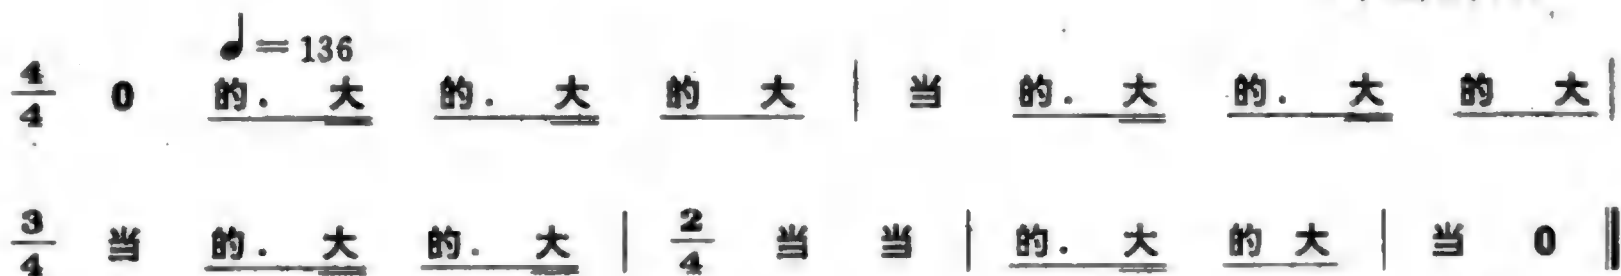 ♩=136
4/4 0 的. 大 的. 大 的 大 | 当 的. 大 的. 大 的 大 |
3/4 当 的. 大 的. 大 | 2/4 当 当 | 的. 大 的 大 | 当 0 ‖